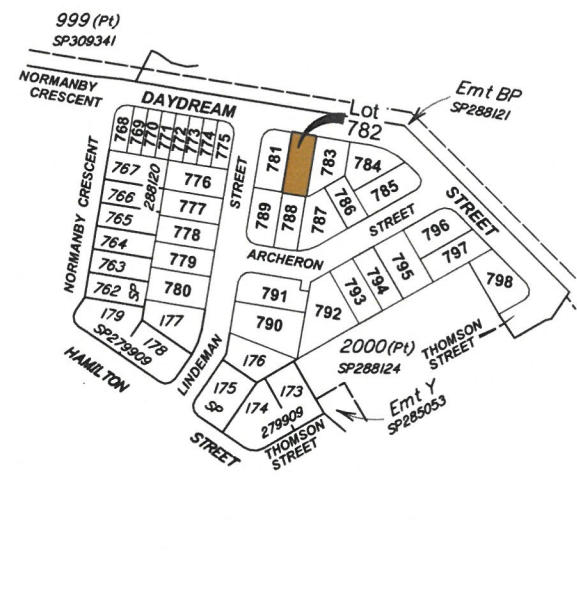 999 (Pt)
SP309341
NORMANBY
CRESCENT
DAYDREAM
Lot
782
Emt BP
SP288121
768
769
770
771
772
773
774
775
781
783
784
785
786
767
766
765
764
763
762
SP
288120
776
777
778
779
780
NORMANBY CRESCENT
STREET
789
788
787
STREET
STREET
ARCHERON
796
797
798
795
794
793
792
791
790
179
SP279909
178
177
HAMILTON
LINDEMAN
176
175
SP
174
173
279909
STREET
THOMSON
STREET
2000 (Pt)
SP288124
THOMSON
STREET
Emt Y
SP285053